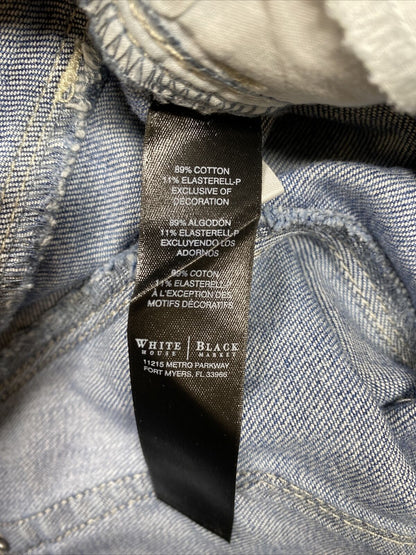 89% COTTON
11% ELASTERELL-P
EXCLUSIVE OF
DECORATION
89% ALGODÓN
11% ELASTERELL-P
EXCLUYENDO LOS
ADORNOS
89% COTON
11% ELASTERELL-P
À L'EXCEPTION DES
MOTIFS DÉCORATIFS
WHITE | BLACK
HOUSE | MARKET
11215 METRO PARKWAY
FORT MYERS, FL 33966